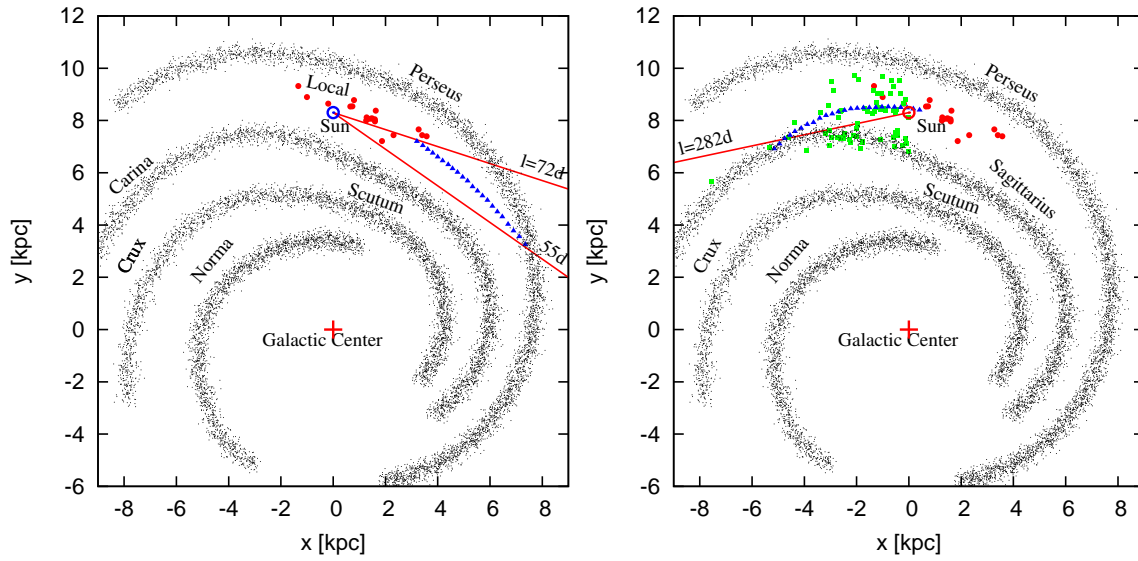 12
10
8
6
4
2
0
-2
-4
-6
y [kpc]
-8 -6 -4 -2 0 2 4 6 8
x [kpc]
Perseus
Local
Sun
l=72d
55d
Carina
Scutum
Crux
Norma
Galactic Center
12
10
8
6
4
2
0
-2
-4
-6
y [kpc]
-8 -6 -4 -2 0 2 4 6 8
x [kpc]
Perseus
Sun
l=282d
Sagittarius
Scutum
Crux
Norma
Galactic Center